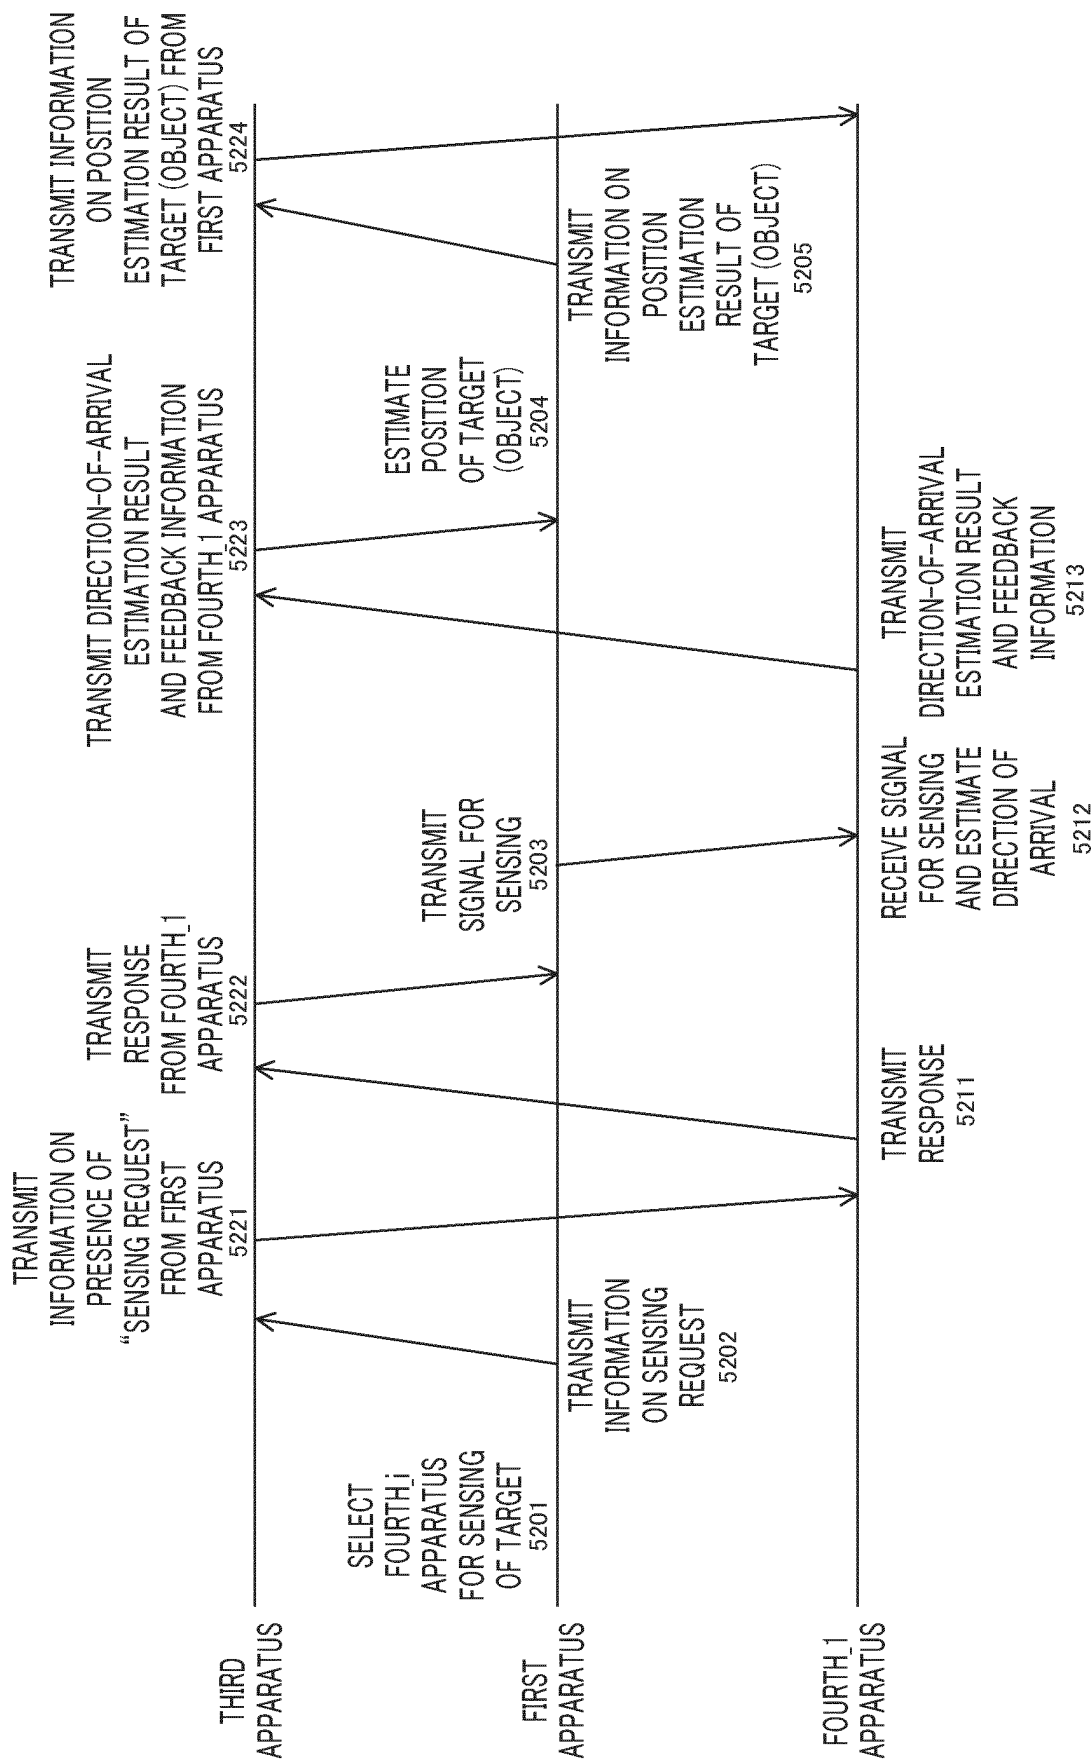 THIRD
APPARATUS
TRANSMIT
INFORMATION ON
PRESENCE OF
“SENSING REQUEST”
FROM FIRST
APPARATUS
5221
TRANSMIT
RESPONSE
FROM FOURTH_1
APPARATUS
5222
TRANSMIT DIRECTION-OF-ARRIVAL
ESTIMATION RESULT
AND FEEDBACK INFORMATION
FROM FOURTH_1 APPARATUS
5223
TRANSMIT INFORMATION
ON POSITION
ESTIMATION RESULT OF
TARGET (OBJECT) FROM
FIRST APPARATUS
5224
FIRST
APPARATUS
SELECT
FOURTH_i
APPARATUS
FOR SENSING
OF TARGET
5201
TRANSMIT
INFORMATION
ON SENSING
REQUEST
5202
TRANSMIT
SIGNAL FOR
SENSING
5203
ESTIMATE
POSITION
OF TARGET
(OBJECT)
5204
TRANSMIT
INFORMATION ON
POSITION
ESTIMATION
RESULT OF
TARGET (OBJECT)
5205
FOURTH_1
APPARATUS
TRANSMIT
RESPONSE
5211
RECEIVE SIGNAL
FOR SENSING
AND ESTIMATE
DIRECTION OF
ARRIVAL
5212
TRANSMIT
DIRECTION-OF-ARRIVAL
ESTIMATION RESULT
AND FEEDBACK
INFORMATION
5213